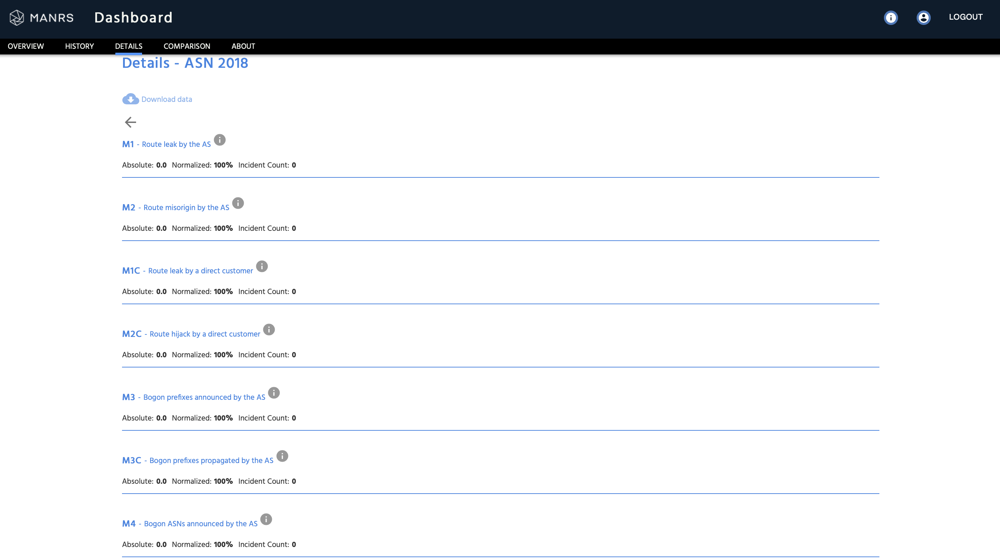 MANRS Dashboard LOGOUT
OVERVIEW HISTORY DETAILS COMPARISON ABOUT
Details - ASN 2018
Download data
M1 - Route leak by the AS
Absolute: 0.0 Normalized: 100% Incident Count: 0
M2 - Route misorigin by the AS
Absolute: 0.0 Normalized: 100% Incident Count: 0
M1C - Route leak by a direct customer
Absolute: 0.0 Normalized: 100% Incident Count: 0
M2C - Route hijack by a direct customer
Absolute: 0.0 Normalized: 100% Incident Count: 0
M3 - Bogon prefixes announced by the AS
Absolute: 0.0 Normalized: 100% Incident Count: 0
M3C - Bogon prefixes propagated by the AS
Absolute: 0.0 Normalized: 100% Incident Count: 0
M4 - Bogon ASNs announced by the AS
Absolute: 0.0 Normalized: 100% Incident Count: 0